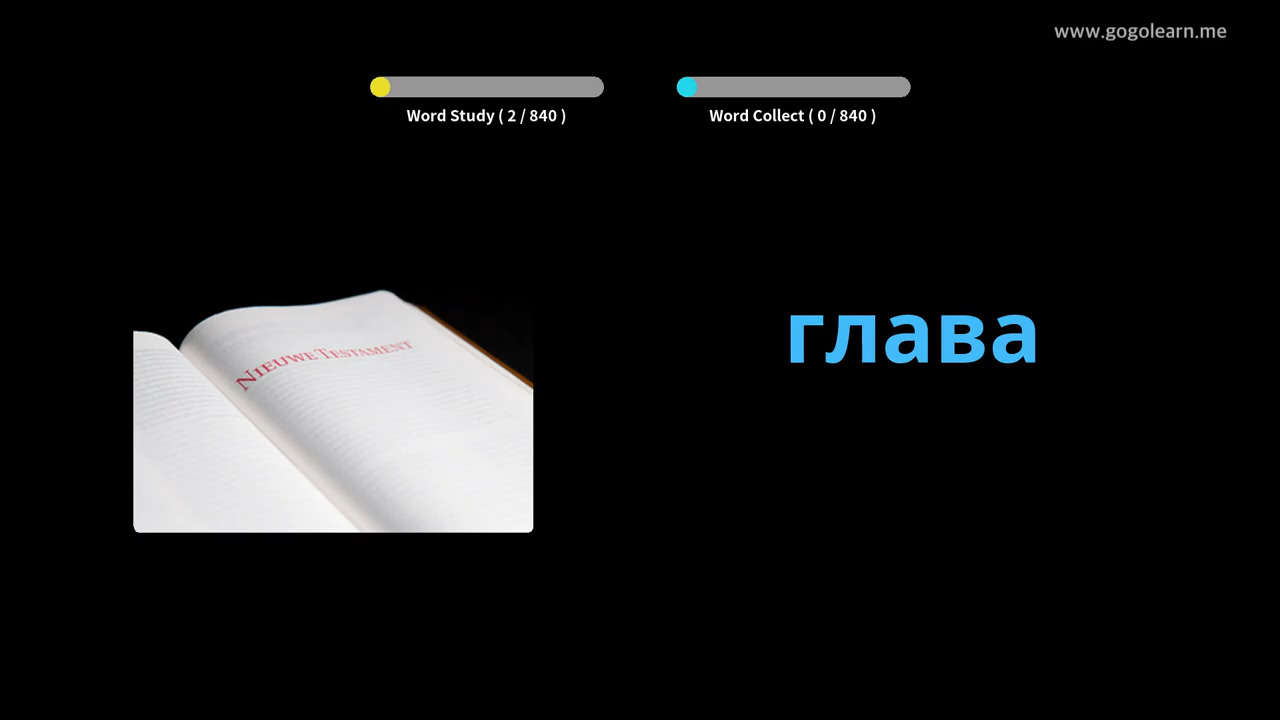 www.gogolearn.me
Word Study ( 2 / 840 )
Word Collect ( 0 / 840 )
NIEUWE TESTAMENT
глава